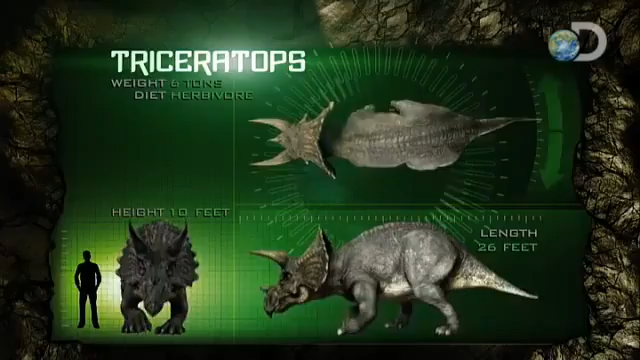 TRICERATOPS
WEIGHT 6 TONS
DIET HERBIVORE
HEIGHT 10 FEET
LENGTH
26 FEET
D